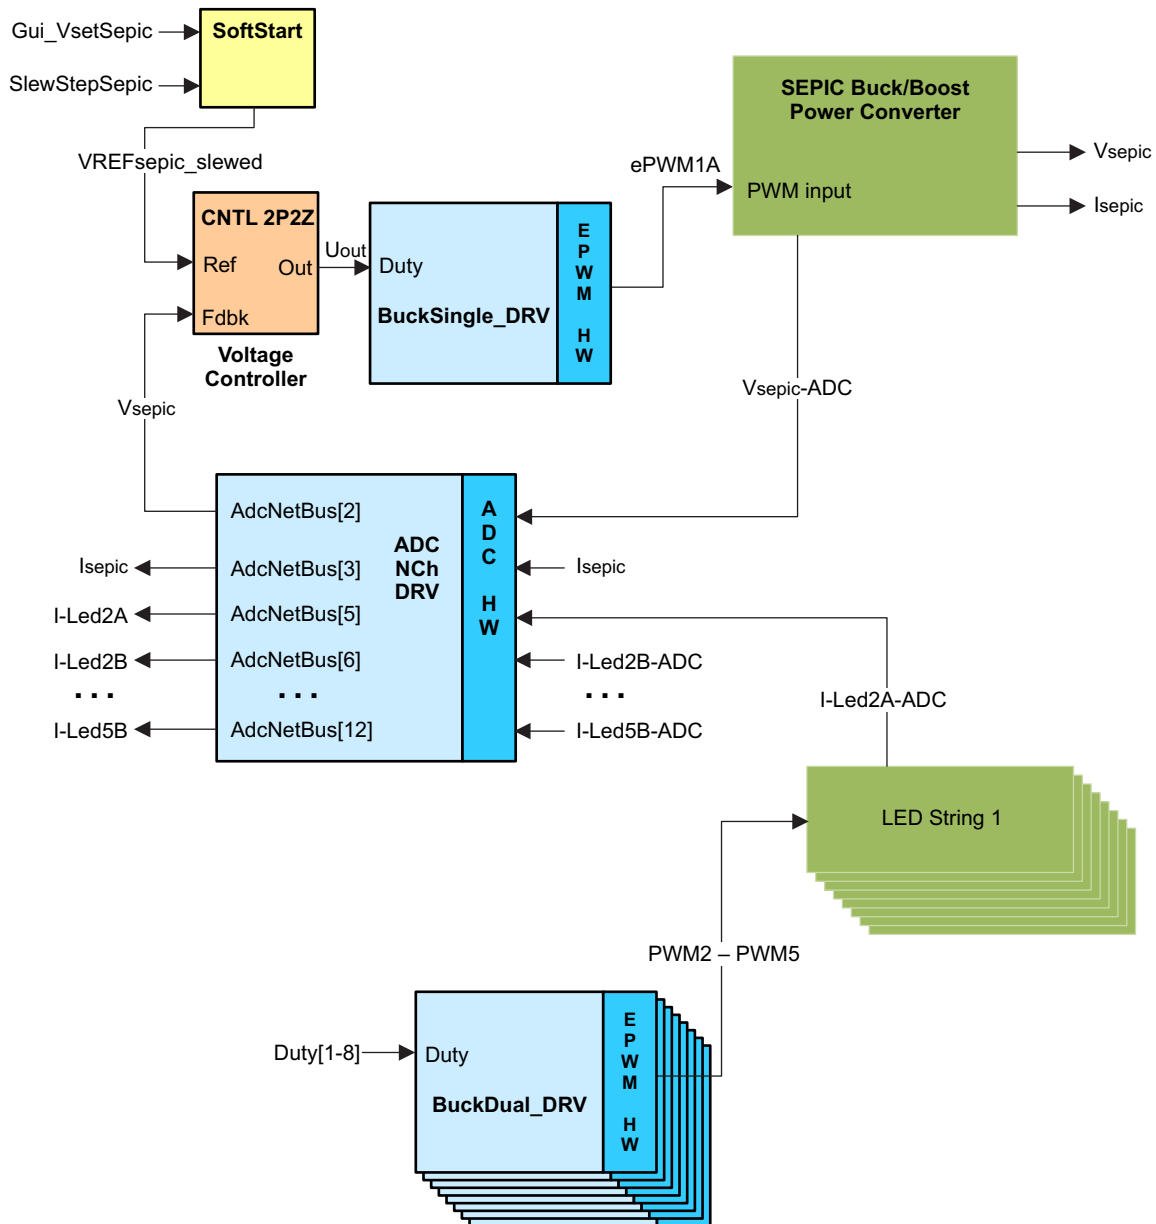 Gui_VsetSepic
SlewStepSepic
SoftStart
VREFsepic_slewed
SEPIC Buck/Boost
Power Converter
PWM input
Vsepic
Isepic
ePWM1A
CNTL 2P2Z
Ref
Out
Fdbk
Voltage
Controller
Uout
Duty
BuckSingle_DRV
E
P
W
M
H
W
Vsepic
Vsepic-ADC
AdcNetBus[2]
AdcNetBus[3]
AdcNetBus[5]
AdcNetBus[6]
. . .
AdcNetBus[12]
ADC
NCh
DRV
A
D
C
H
W
Isepic
I-Led2A
I-Led2B
. . .
I-Led5B
Isepic
I-Led2B-ADC
. . .
I-Led5B-ADC
I-Led2A-ADC
LED String 1
PWM2 – PWM5
Duty[1-8]
Duty
BuckDual_DRV
E
P
W
M
H
W